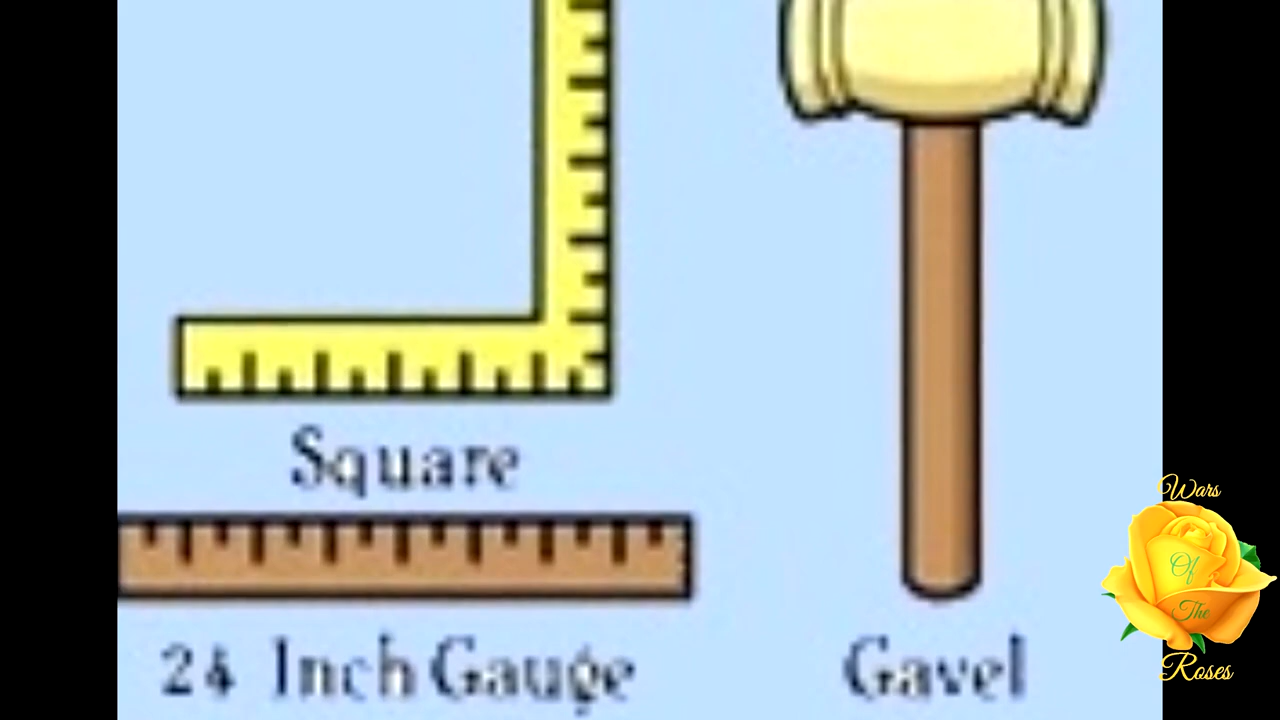 Square
24 Inch Gauge
Gavel
Wars
Of
The
Roses